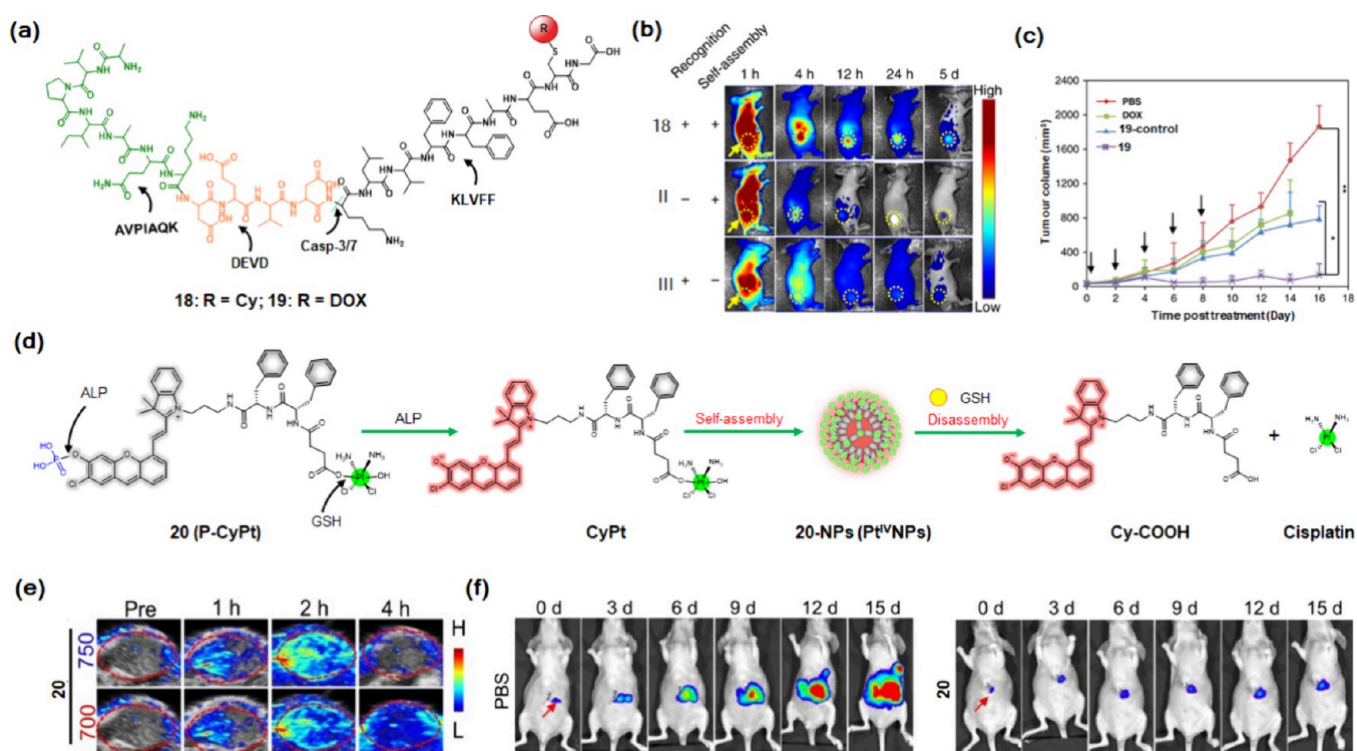 (a)
R
S
O
OH
NH2
AVPIAQK
DEVD
Casp-3/7
KLVFF
18: R = Cy; 19: R = DOX
(b)
Recognition
Self-assembly
1 h 4 h 12 h 24 h 5 d
18 + +
II - +
III + -
High
Low
(c)
Tumour column (mm³)
2400
2000
1600
1200
800
400
0
PBS
DOX
19-control
19
**
*
0 2 4 6 8 10 12 14 16 18
Time post treatment (Day)
(d)
ALP
GSH
20 (P-CyPt)
ALP
CyPt
Self-assembly
20-NPs (PtIVNPs)
GSH
Disassembly
Cy-COOH
+
Cisplatin
(e)
Pre 1 h 2 h 4 h
20
750
700
H
L
(f)
PBS
0 d 3 d 6 d 9 d 12 d 15 d
20
0 d 3 d 6 d 9 d 12 d 15 d